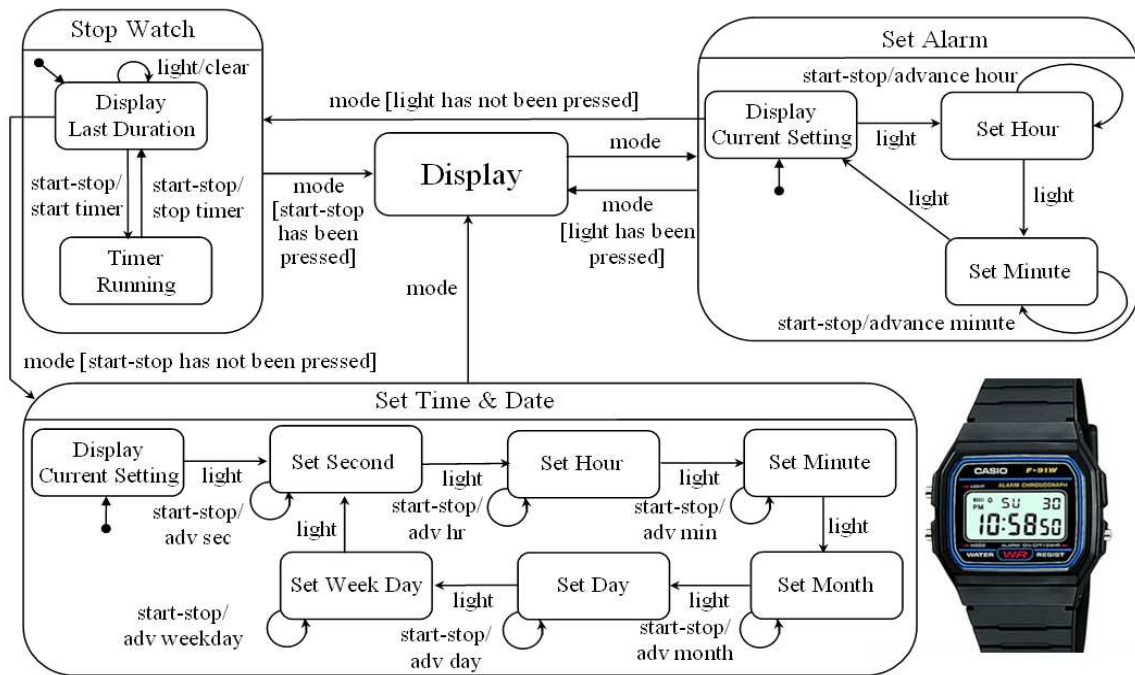 Stop Watch
light/clear
Display
Last Duration
start-stop/
start timer
start-stop/
stop timer
Timer
Running
mode [light has not been pressed]
Display
mode
[start-stop
has been
pressed]
mode
mode
[light has been
pressed]
mode
Set Alarm
start-stop/advance hour
Display
Current Setting
light
Set Hour
light
light
Set Minute
start-stop/advance minute
mode [start-stop has not been pressed]
Set Time & Date
Display
Current Setting
light
Set Second
light
Set Hour
light
Set Minute
start-stop/
adv sec
light
start-stop/
adv hr
start-stop/
adv min
light
Set Week Day
light
Set Day
light
Set Month
start-stop/
adv weekday
start-stop/
adv day
start-stop/
adv month
CASIO
F-91W
LIGHT
ALARM CHRONOGRAPH
PM
SU
30
10:58 50
MODE
ALARM ON·OFF/24HR
WATER
WR
RESIST